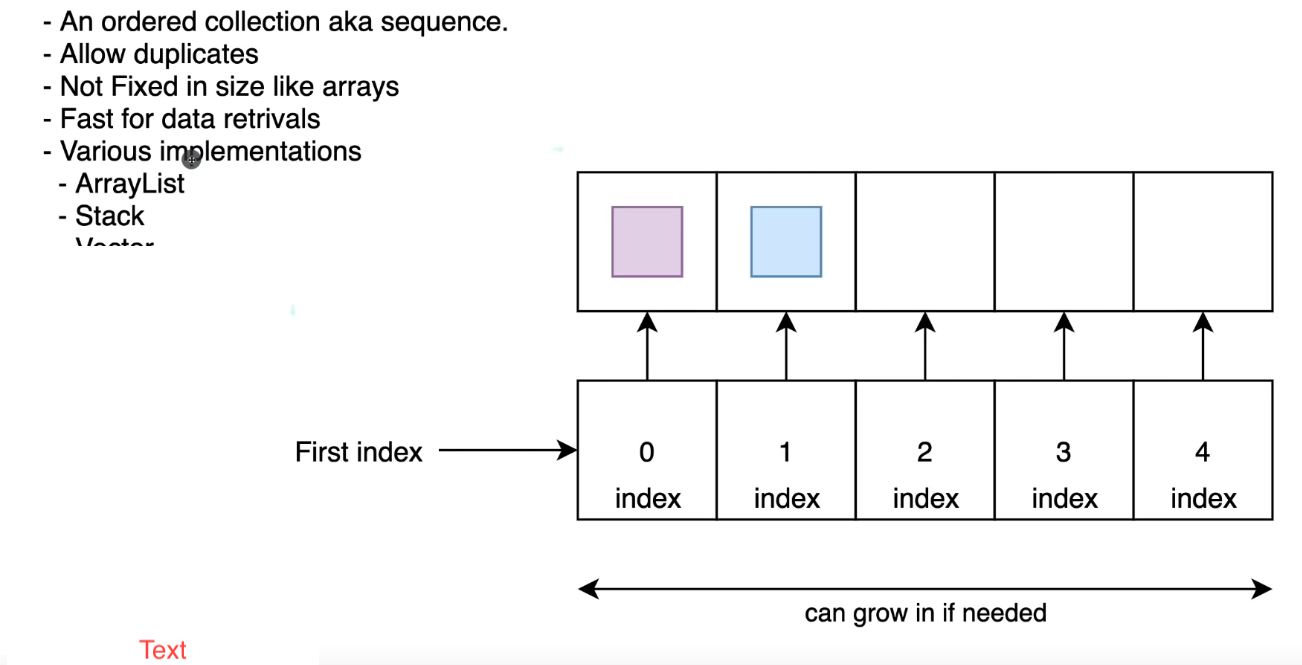 - An ordered collection aka sequence.
- Allow duplicates
- Not Fixed in size like arrays
- Fast for data retrivals
- Various implementations
- ArrayList
- Stack
Vector
First index
0 1 2 3 4
index index index index index
can grow in if needed
Text